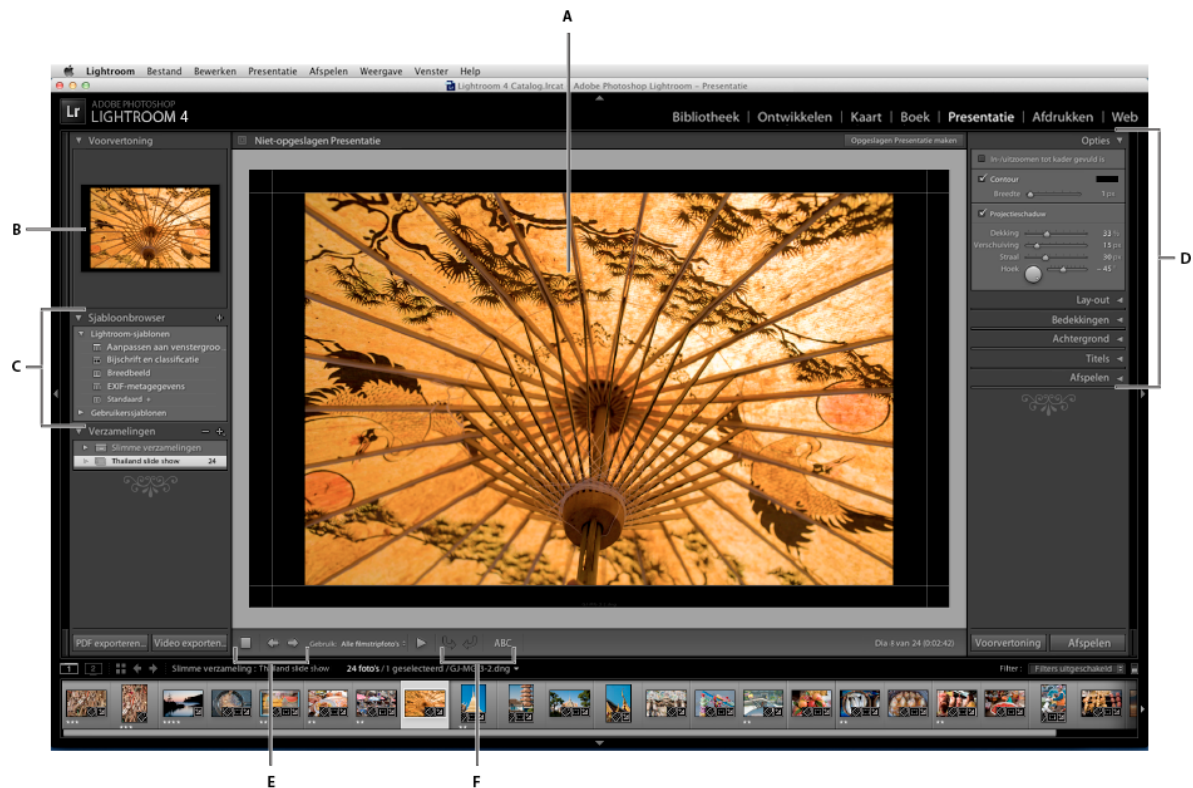 A
Lightroom Bestand Bewerken Presentatie Afspelen Weergave Venster Help
Lightroom 4 Catalog.lrcat - Adobe Photoshop Lightroom - Presentatie
Lr ADOBE PHOTOSHOP
LIGHTROOM 4
Bibliotheek | Ontwikkelen | Kaart | Boek | Presentatie | Afdrukken | Web
Voorvertoning
Niet-opgeslagen Presentatie
Opgeslagen Presentatie maken
Opties
In-/uitzoomen tot kader gevuld is
Contour
Breedte 1 px
Projectieschaduw
Dekking 33 %
Verschuiving 15 px
Straal 30 px
Hoek - 45 °
B
D
Lay-out
Bedekkingen
Achtergrond
Titels
Afspelen
C
Sjabloonbrowser +
Lightroom-sjablonen
Aanpassen aan venstergroo...
Bijschrift en classificatie
Breedbeeld
EXIF-metagegevens
Standaard +
Gebruikerssjablonen
Verzamelingen
Slimme verzamelingen
Thailand slide show 24
PDF exporteren... Video exporten...
Gebruik: Alle filmstripfoto's
ABC
Dia 8 van 24 (0:02:42)
Voorvertoning Afspelen
1 2
Slimme verzameling : Thailand slide show 24 foto's / 1 geselecteerd
Filter : Filters uitgeschakeld
E
F